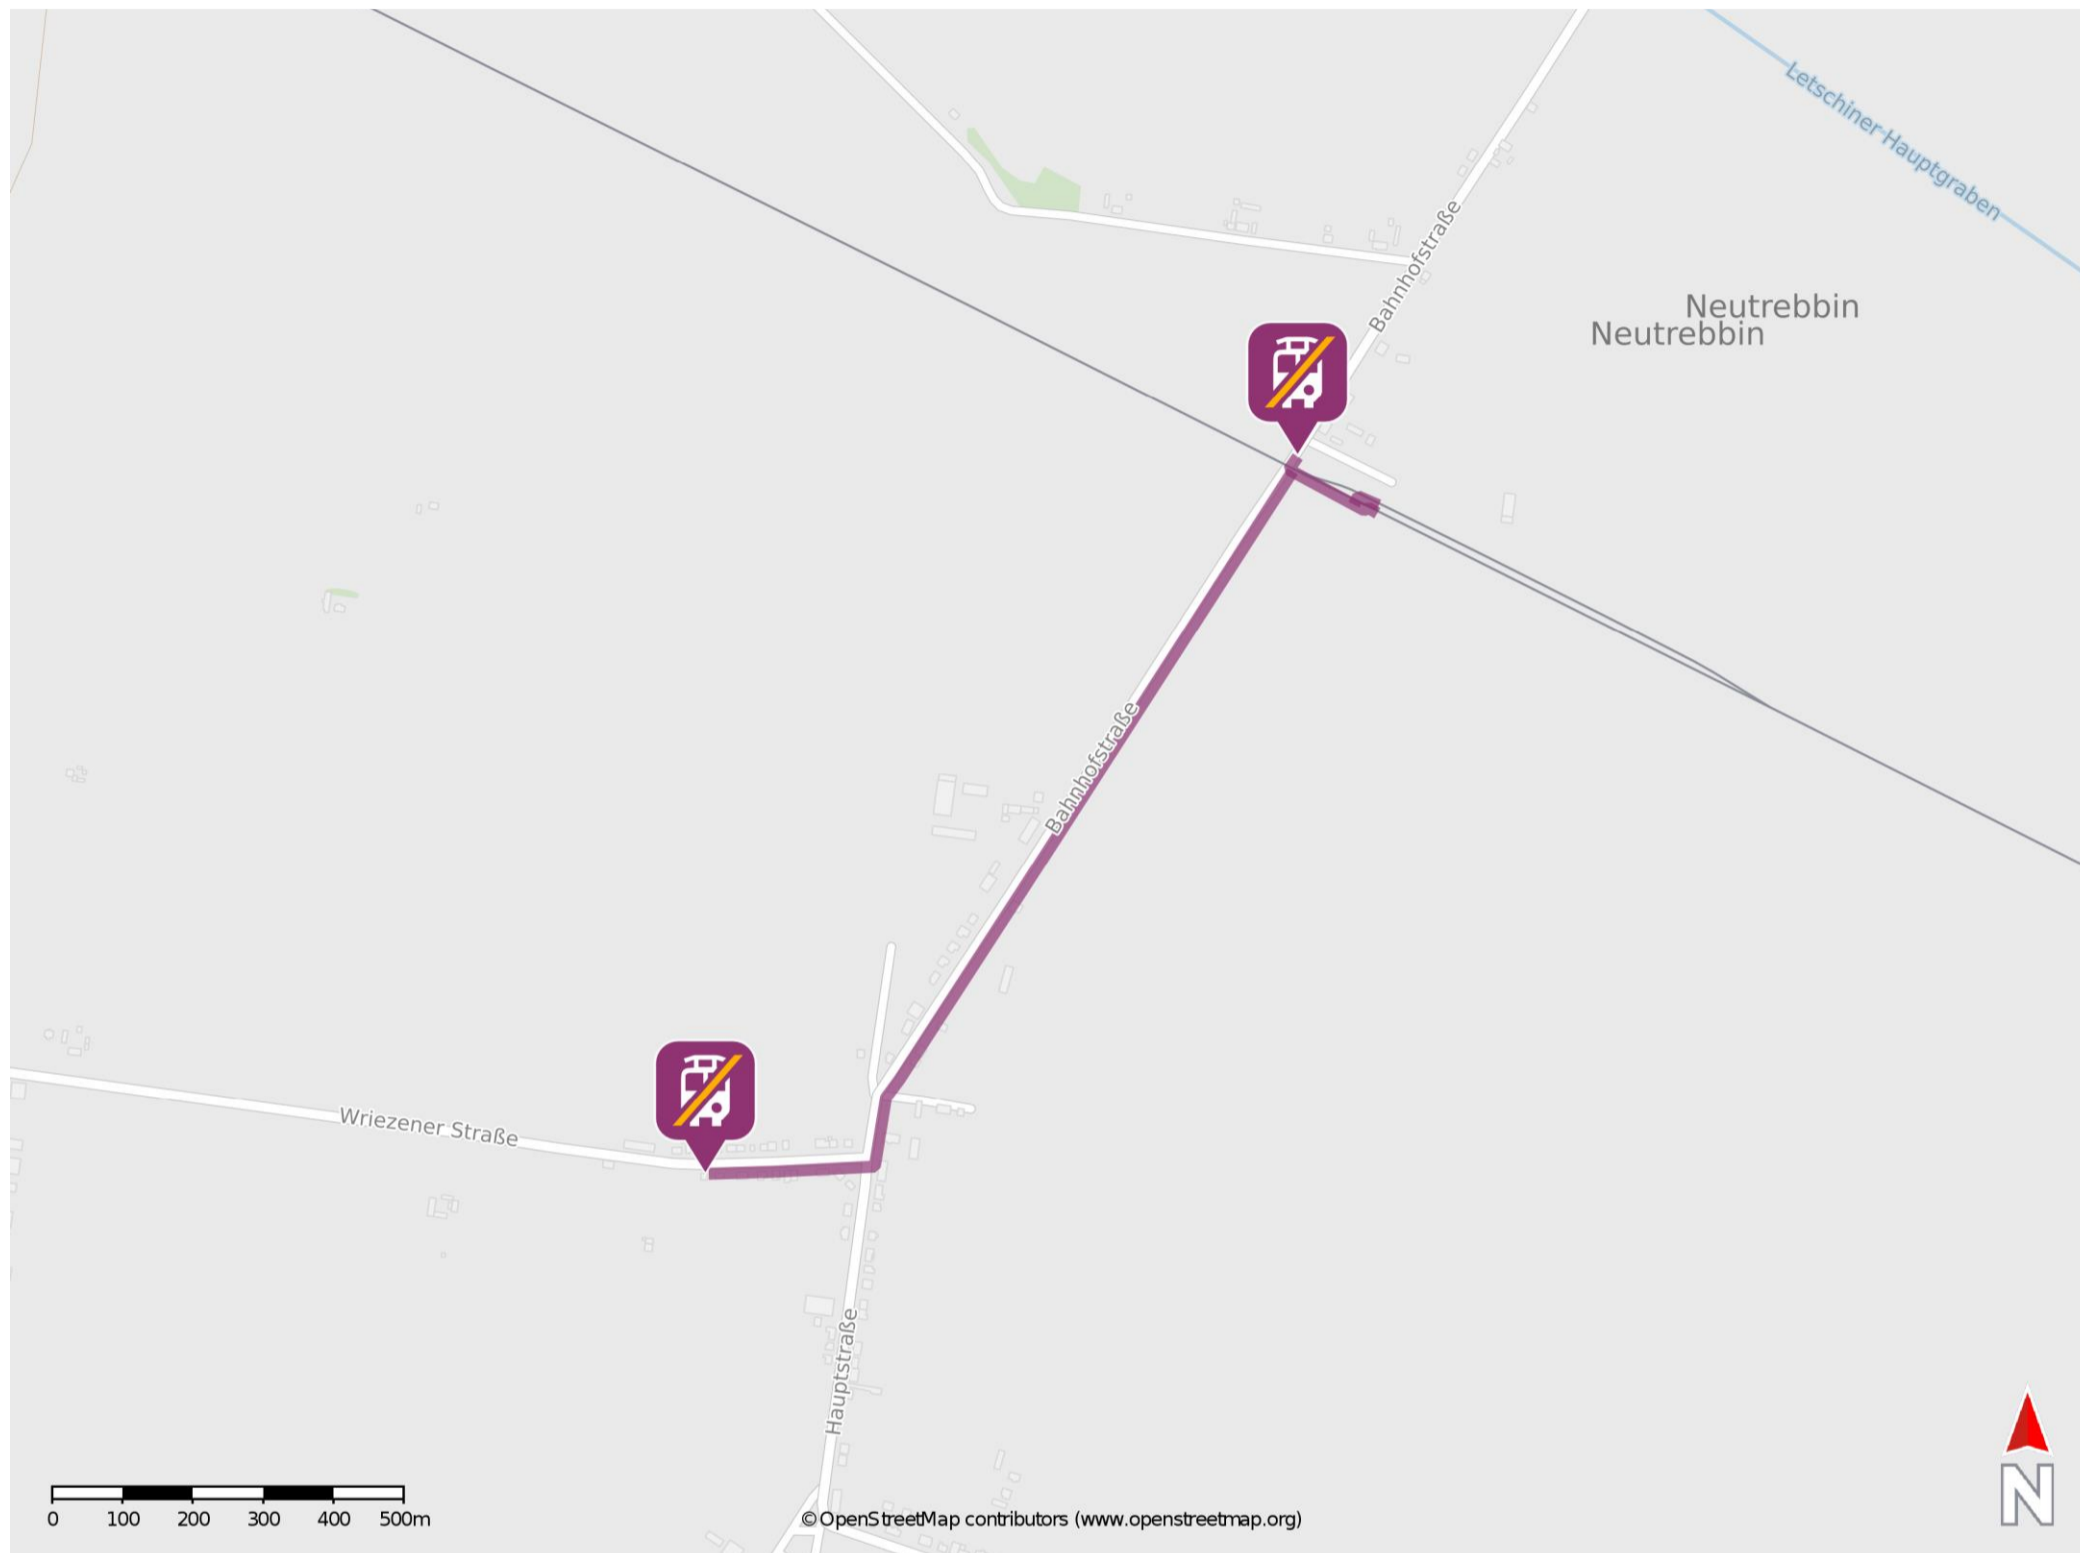 Letschiner Hauptgraben
Bahnhofstraße
Neutrebbin
Neutrebbin
Bahnhofstraße
Wriezener Straße
Hauptstraße
0 100 200 300 400 500m
©OpenStreetMap contributors (www.openstreetmap.org)
N